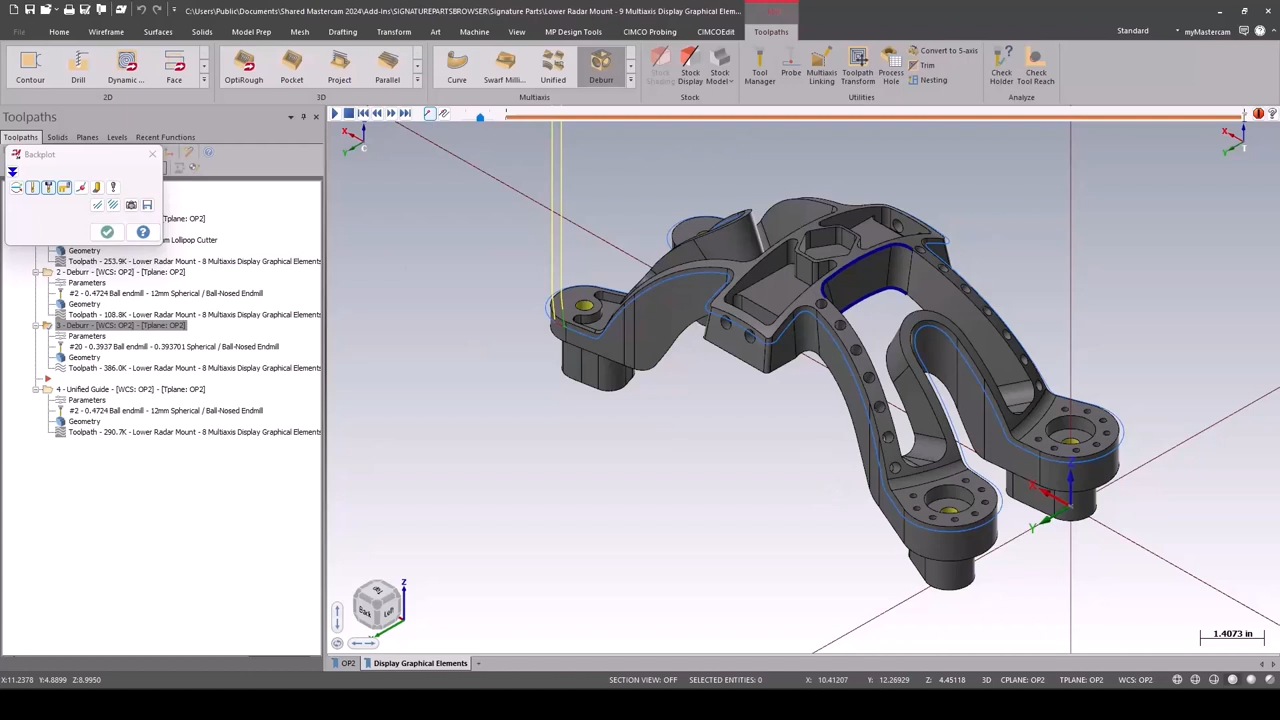 C:\Users\Public\Documents\Shared Mastercam 2024\Add-Ins\SIGNATUREPARTSBROWSER\Signature Parts\Lower Radar Mount - 9 Multiaxis Display Graphical Elem...
File Home Wireframe Surfaces Solids Model Prep Mesh Drafting Transform Art Machine View MP Design Tools CIMCO Probing CIMCOEdit Toolpaths Standard myMastercam
Contour Drill Dynamic ... Face OptiRough Pocket Project Parallel Curve Swarf Milli... Unified Deburr Stock Shaping Stock Display Stock Model Tool Manager Probe Multiaxis Linking Toolpath Transform Process Hole Convert to 5-axis Trim Nesting Check Holder Check Tool Reach
2D 3D Multiaxis Stock Utilities Analyze
Toolpaths
Toolpaths Solids Planes Levels Recent Functions
Backplot
Tplane: OP2]
mm Lollipop Cutter
Geometry
Toolpath - 253.9K - Lower Radar Mount - 8 Multiaxis Display Graphical Elements
2 - Deburr - [WCS: OP2] - [Tplane: OP2]
Parameters
#2 - 0.4724 Ball endmill - 12mm Spherical / Ball-Nosed Endmill
Geometry
Toolpath - 108.8K - Lower Radar Mount - 8 Multiaxis Display Graphical Elements
3 - Deburr - [WCS: OP2] - [Tplane: OP2]
Parameters
#20 - 0.3937 Ball endmill - 0.393701 Spherical / Ball-Nosed Endmill
Geometry
Toolpath - 386.0K - Lower Radar Mount - 8 Multiaxis Display Graphical Elements
4 - Unified Guide - [WCS: OP2] - [Tplane: OP2]
Parameters
#2 - 0.4724 Ball endmill - 12mm Spherical / Ball-Nosed Endmill
Geometry
Toolpath - 290.7K - Lower Radar Mount - 8 Multiaxis Display Graphical Elements
X Y C
X Y T
X Y
Z
Back Left
1.4073 in
OP2 Display Graphical Elements +
X:11.2378 Y:4.8899 Z:8.9950 SECTION VIEW: OFF SELECTED ENTITIES: 0 X: 10.41207 Y: 12.26929 Z: 4.45118 3D CPLANE: OP2 TPLANE: OP2 WCS: OP2